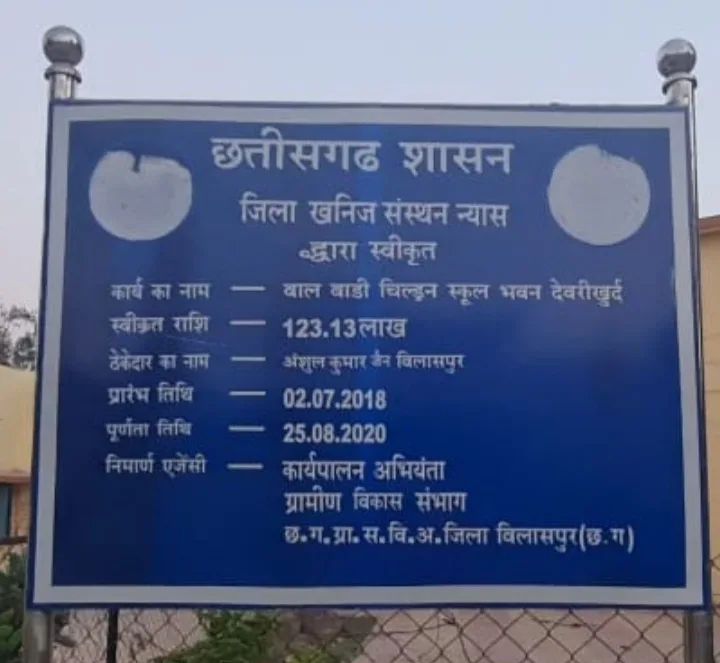 छत्तीसगढ शासन
जिला खनिज संस्थन न्यास
द्धारा स्वीकृत
कार्य का नाम — वाल वाडी चिल्ड्रन स्कूल भवन देवरीखुर्द
स्वीकृत राशि — 123.13लाख
ठेकेदार का नाम — अंशुल कुमार जैन विलासपुर
प्रारंभ तिथि — 02.07.2018
पूर्णता तिथि — 25.08.2020
निमार्ण एजेंसी — कार्यपालन अभियंता
ग्रामीण विकास संभाग
छ.ग.ग्रा.स.वि.अ.जिला विलासपुर(छ.ग)